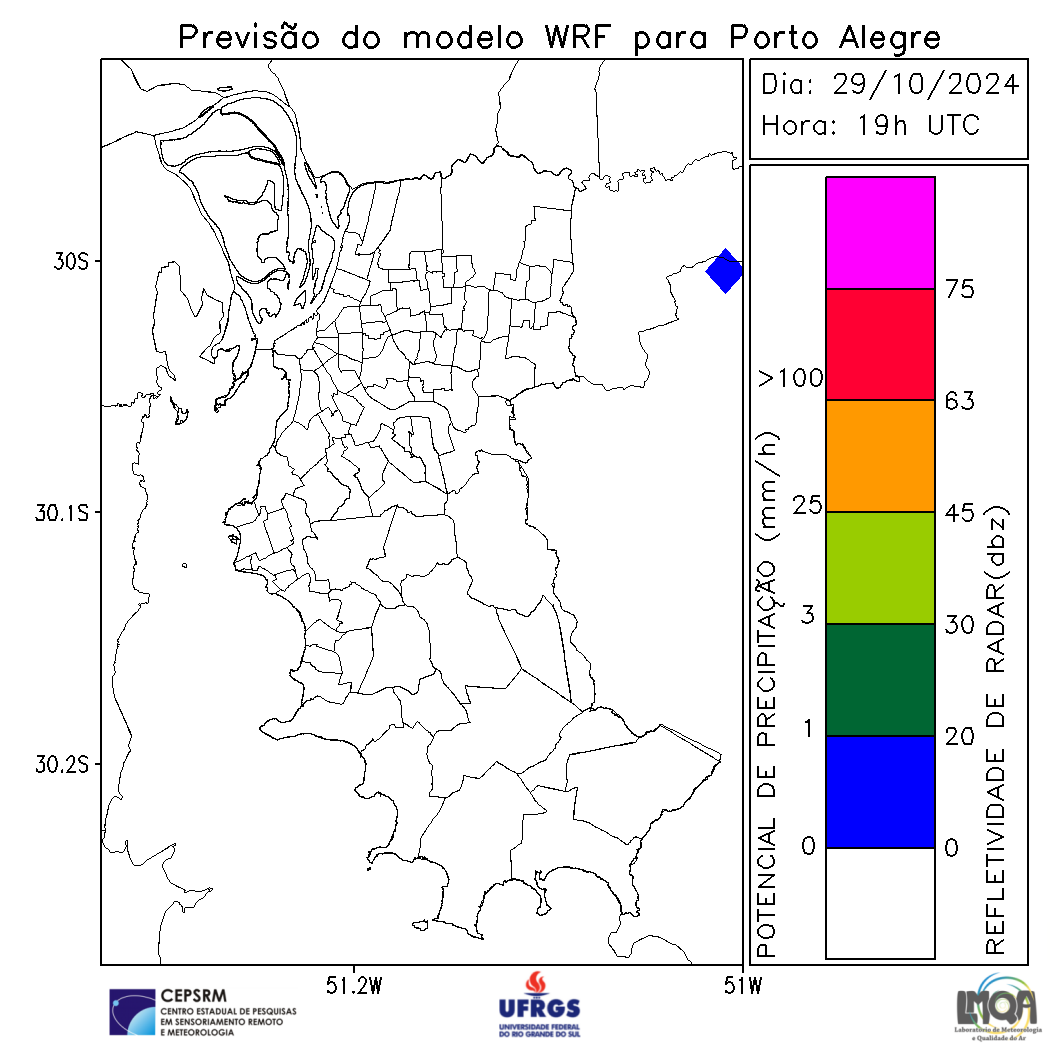 Previsão do modelo WRF para Porto Alegre
Dia: 29/10/2024
Hora: 19h UTC
30S
30.1S
30.2S
51.2W
51W
POTENCIAL DE PRECIPITAÇÃO (mm/h)
>100
25
3
1
0
75
63
45
30
20
0
REFLETIVIDADE DE RADAR(dbz)
CEPSRM
CENTRO ESTADUAL DE PESQUISAS
EM SENSORIAMENTO REMOTO
E METEOROLOGIA
UFRGS
UNIVERSIDADE FEDERAL
DO RIO GRANDE DO SUL
LMQA
Laboratório de Meteorologia
e Qualidade do Ar